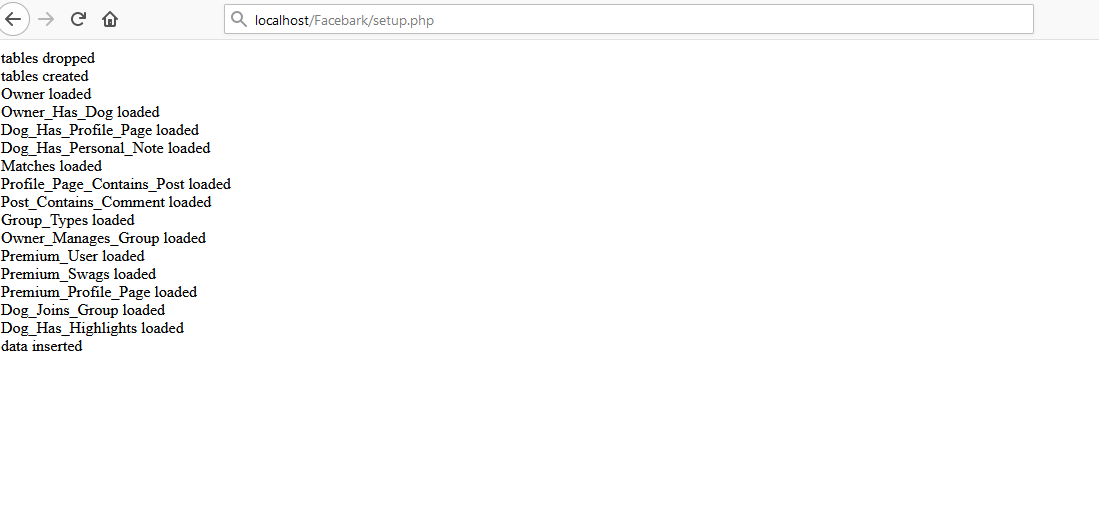 localhost/Facebark/setup.php
tables dropped
tables created
Owner loaded
Owner_Has_Dog loaded
Dog_Has_Profile_Page loaded
Dog_Has_Personal_Note loaded
Matches loaded
Profile_Page_Contains_Post loaded
Post_Contains_Comment loaded
Group_Types loaded
Owner_Manages_Group loaded
Premium_User loaded
Premium_Swags loaded
Premium_Profile_Page loaded
Dog_Joins_Group loaded
Dog_Has_Highlights loaded
data inserted